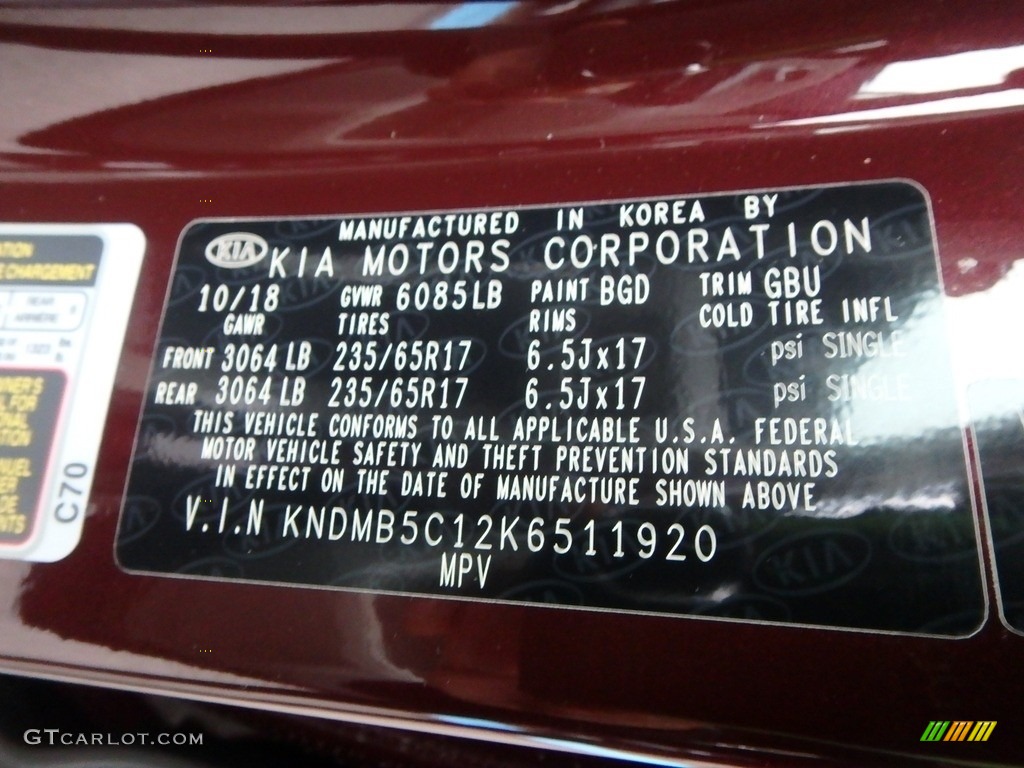 MANUFACTURED IN KOREA BY
KIA KIA MOTORS CORPORATION
10/18 GVWR 6085LB PAINT BGD TRIM GBU
GAWR TIRES RIMS COLD TIRE INFL
FRONT 3064 LB 235/65R17 6.5Jx17 psi SINGLE
REAR 3064 LB 235/65R17 6.5Jx17 psi SINGLE
THIS VEHICLE CONFORMS TO ALL APPLICABLE U.S.A. FEDERAL
MOTOR VEHICLE SAFETY AND THEFT PREVENTION STANDARDS
IN EFFECT ON THE DATE OF MANUFACTURE SHOWN ABOVE
V.I.N KNDMB5C12K6511920
MPV
CHARGEMENT
REAR
C70
GTCARLOT.COM